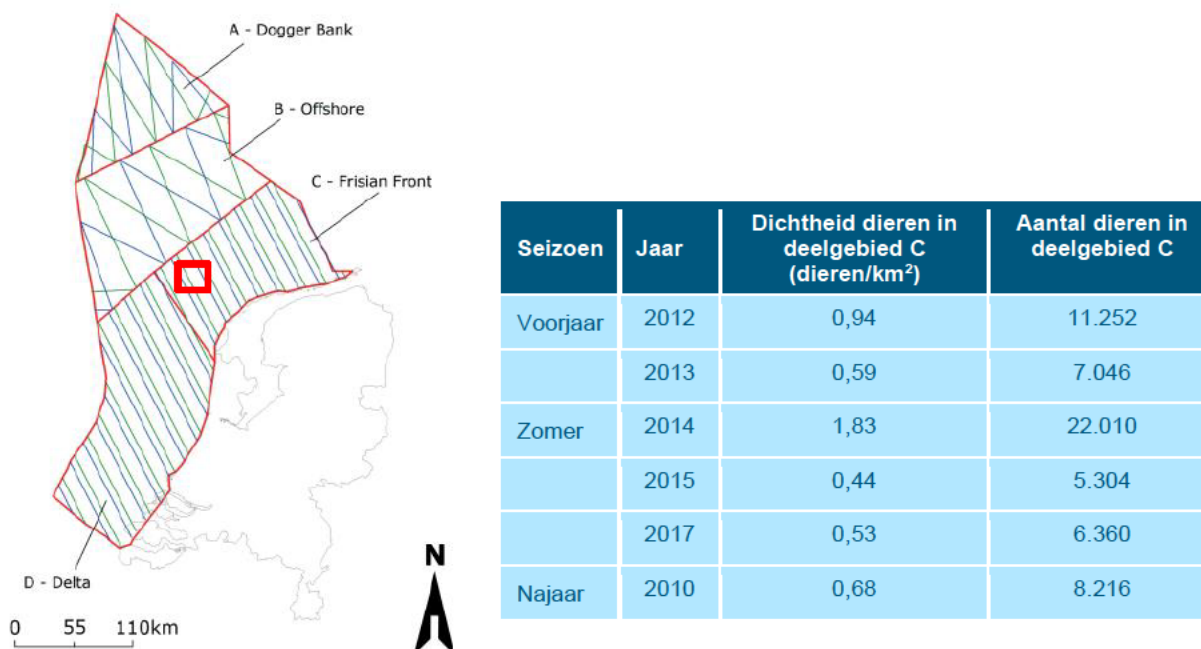 A - Dogger Bank
B - Offshore
C - Frisian Front
D - Delta
0 55 110km
N
Seizoen Jaar Dichtheid dieren in deelgebied C (dieren/km²) Aantal dieren in deelgebied C
Voorjaar 2012 0,94 11.252
2013 0,59 7.046
Zomer 2014 1,83 22.010
2015 0,44 5.304
2017 0,53 6.360
Najaar 2010 0,68 8.216